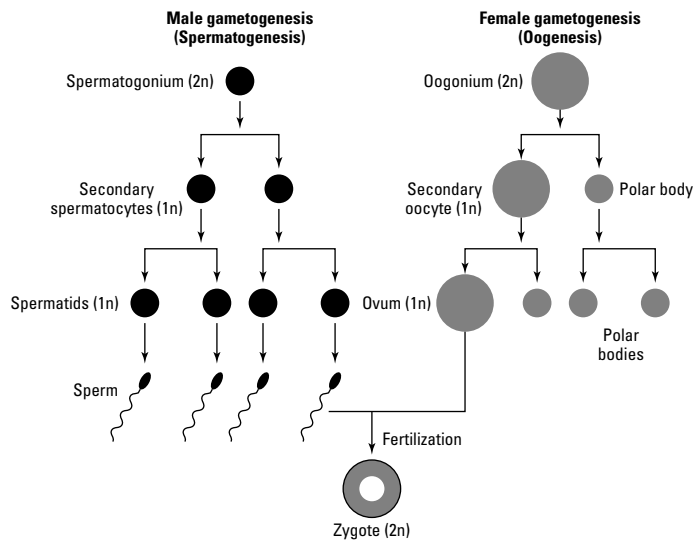 Male gametogenesis
(Spermatogenesis)
Female gametogenesis
(Oogenesis)
Spermatogonium (2n)
Oogonium (2n)
Secondary
spermatocytes (1n)
Secondary
oocyte (1n)
Polar body
Spermatids (1n)
Ovum (1n)
Polar
bodies
Sperm
Fertilization
Zygote (2n)